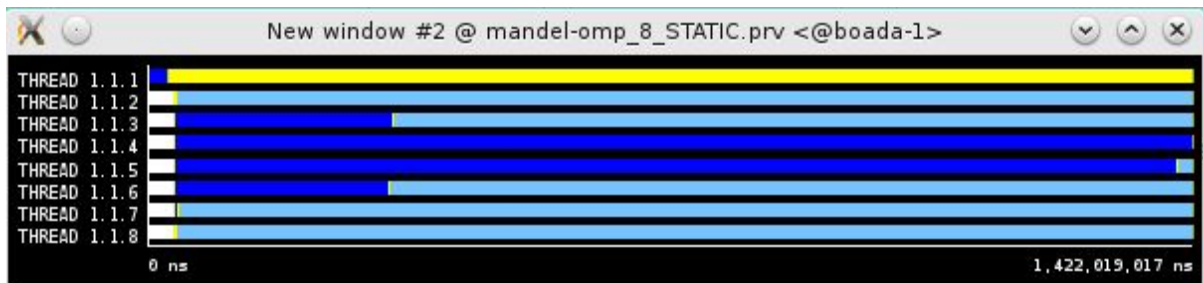 New window #2 @ mandel-omp_8_STATIC.prv <@boada-1>
THREAD 1.1.1
THREAD 1.1.2
THREAD 1.1.3
THREAD 1.1.4
THREAD 1.1.5
THREAD 1.1.6
THREAD 1.1.7
THREAD 1.1.8
0 ns 1,422,019,017 ns